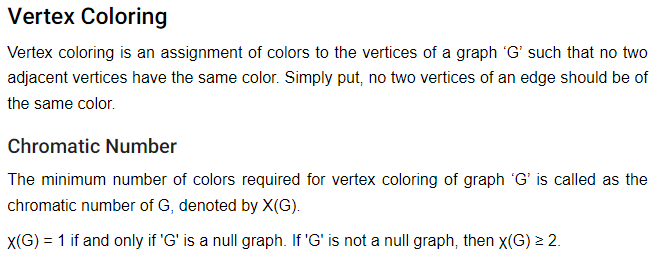 Vertex Coloring
Vertex coloring is an assignment of colors to the vertices of a graph ‘G’ such that no two
adjacent vertices have the same color. Simply put, no two vertices of an edge should be of
the same color.
Chromatic Number
The minimum number of colors required for vertex coloring of graph ‘G’ is called as the
chromatic number of G, denoted by X(G).
χ(G) = 1 if and only if 'G' is a null graph. If 'G' is not a null graph, then χ(G) ≥ 2.